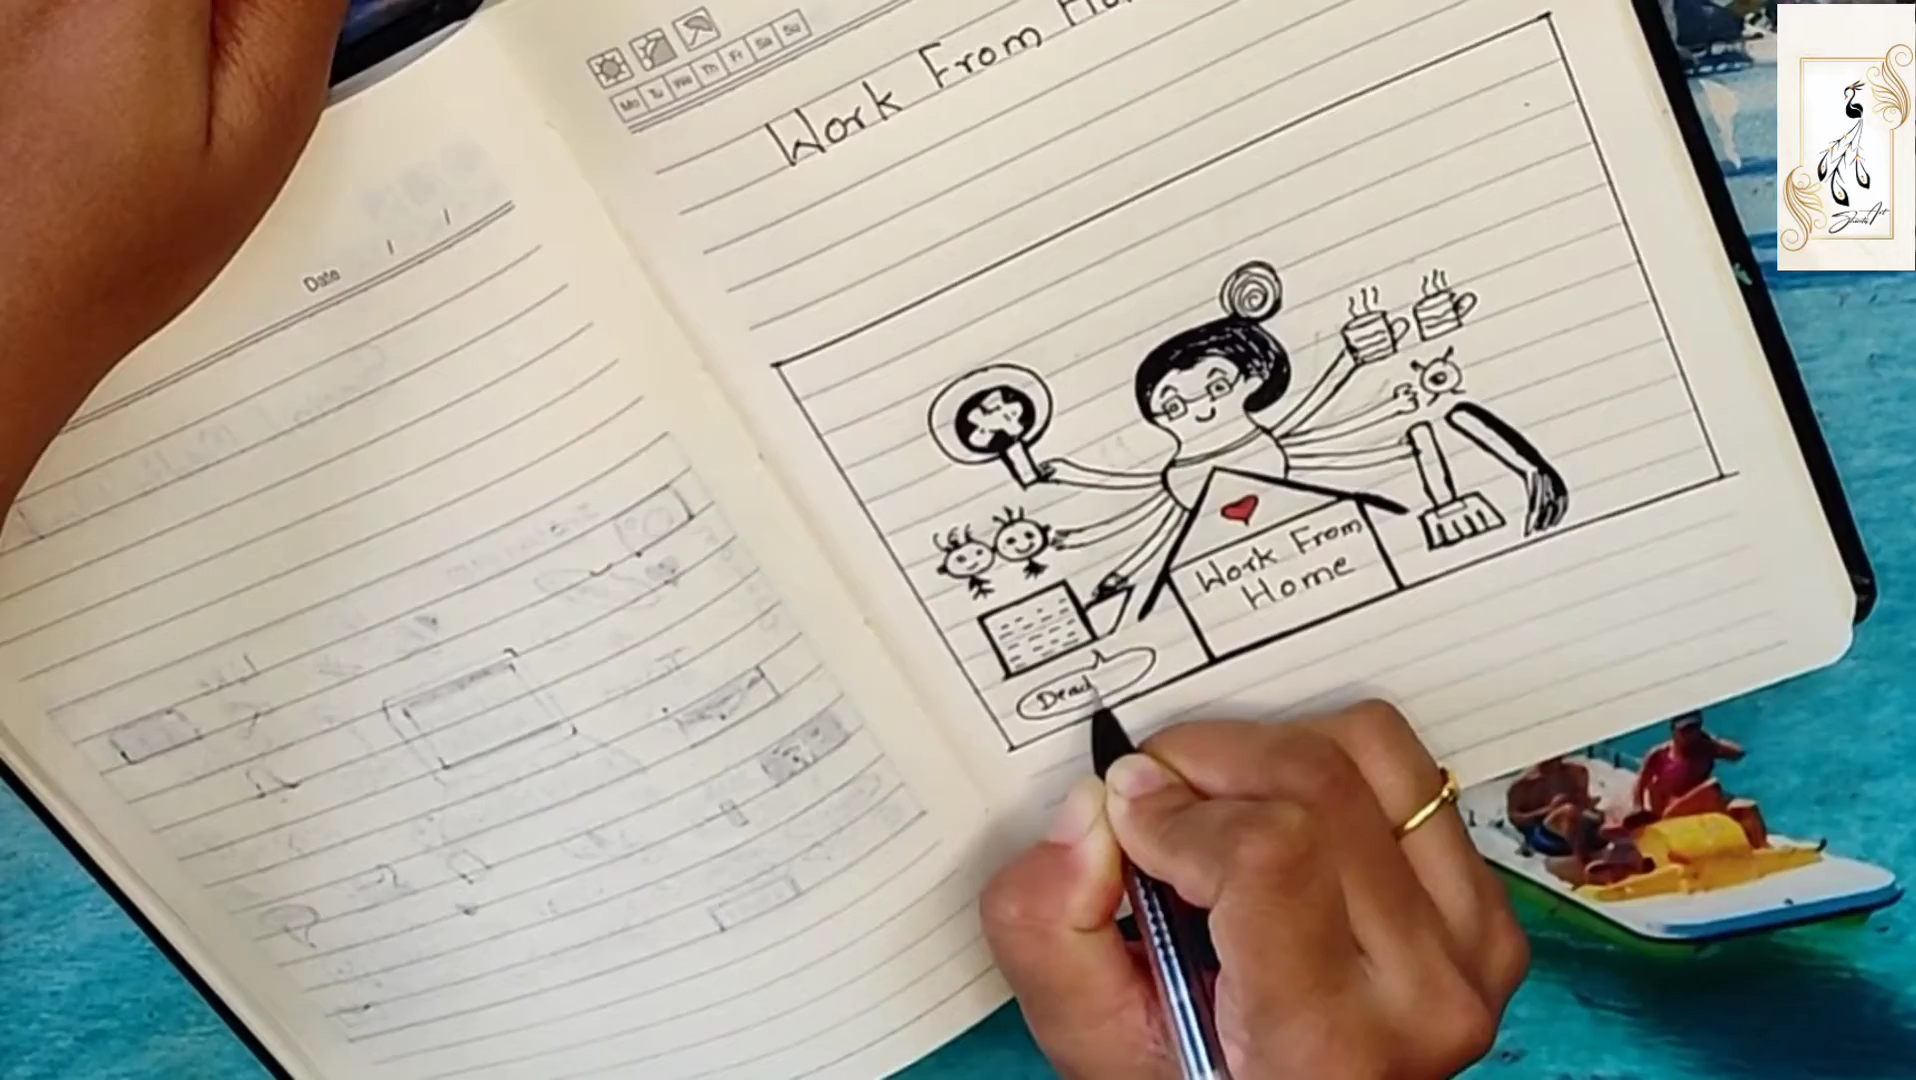 Mo Tu We Th Fr Sa Su
Work From
Date
Work From
Home
Dead